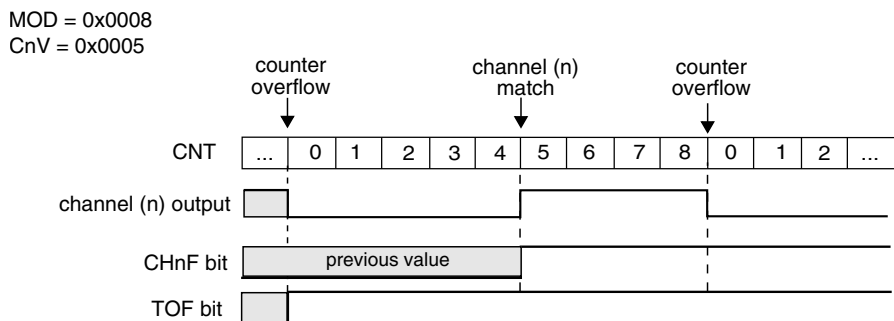 MOD = 0x0008
CnV = 0x0005
counter
overflow
channel (n)
match
counter
overflow
CNT ... 0 1 2 3 4 5 6 7 8 0 1 2 ...
channel (n) output
CHnF bit previous value
TOF bit